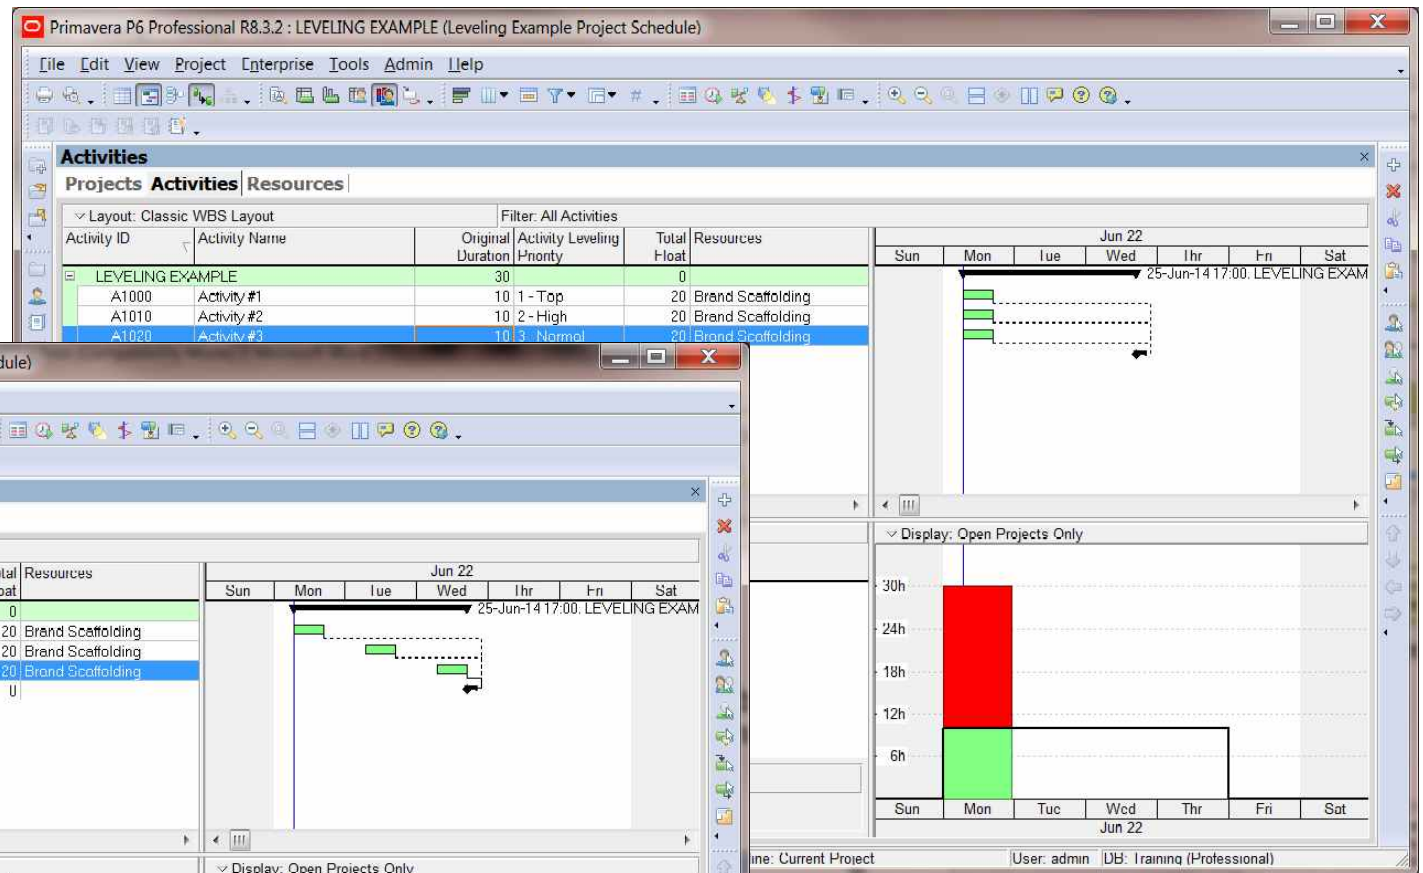 Primavera P6 Professional R8.3.2 : LEVELING EXAMPLE (Leveling Example Project Schedule)
File Edit View Project Enterprise Tools Admin Help
Activities
Projects Activities Resources
Layout: Classic WBS Layout Filter: All Activities
Activity ID Activity Name Original Duration Activity Leveling Priority Total Float Resources
Jun 22
Sun Mon Tue Wed Thr Fri Sat
LEVELING EXAMPLE 30 0
25-Jun-14 17:00. LEVELING EXAM
A1000 Activity #1 10 1 - Top 20 Brand Scaffolding
A1010 Activity #2 10 2 - High 20 Brand Scaffolding
A1020 Activity #3 10 3 Normal 20 Brand Scaffolding
dule)
tal Resources
oat
Jun 22
Sun Mon Tue Wed Thr Fri Sat
0
25-Jun-14 17:00. LEVELING EXAM
20 Brand Scaffolding
20 Brand Scaffolding
20 Brand Scaffolding
0
Display: Open Projects Only
Display: Open Projects Only
30h
24h
18h
12h
6h
Sun Mon Tue Wed Thr Fri Sat
Jun 22
ine: Current Project User: admin DB: Training (Professional)